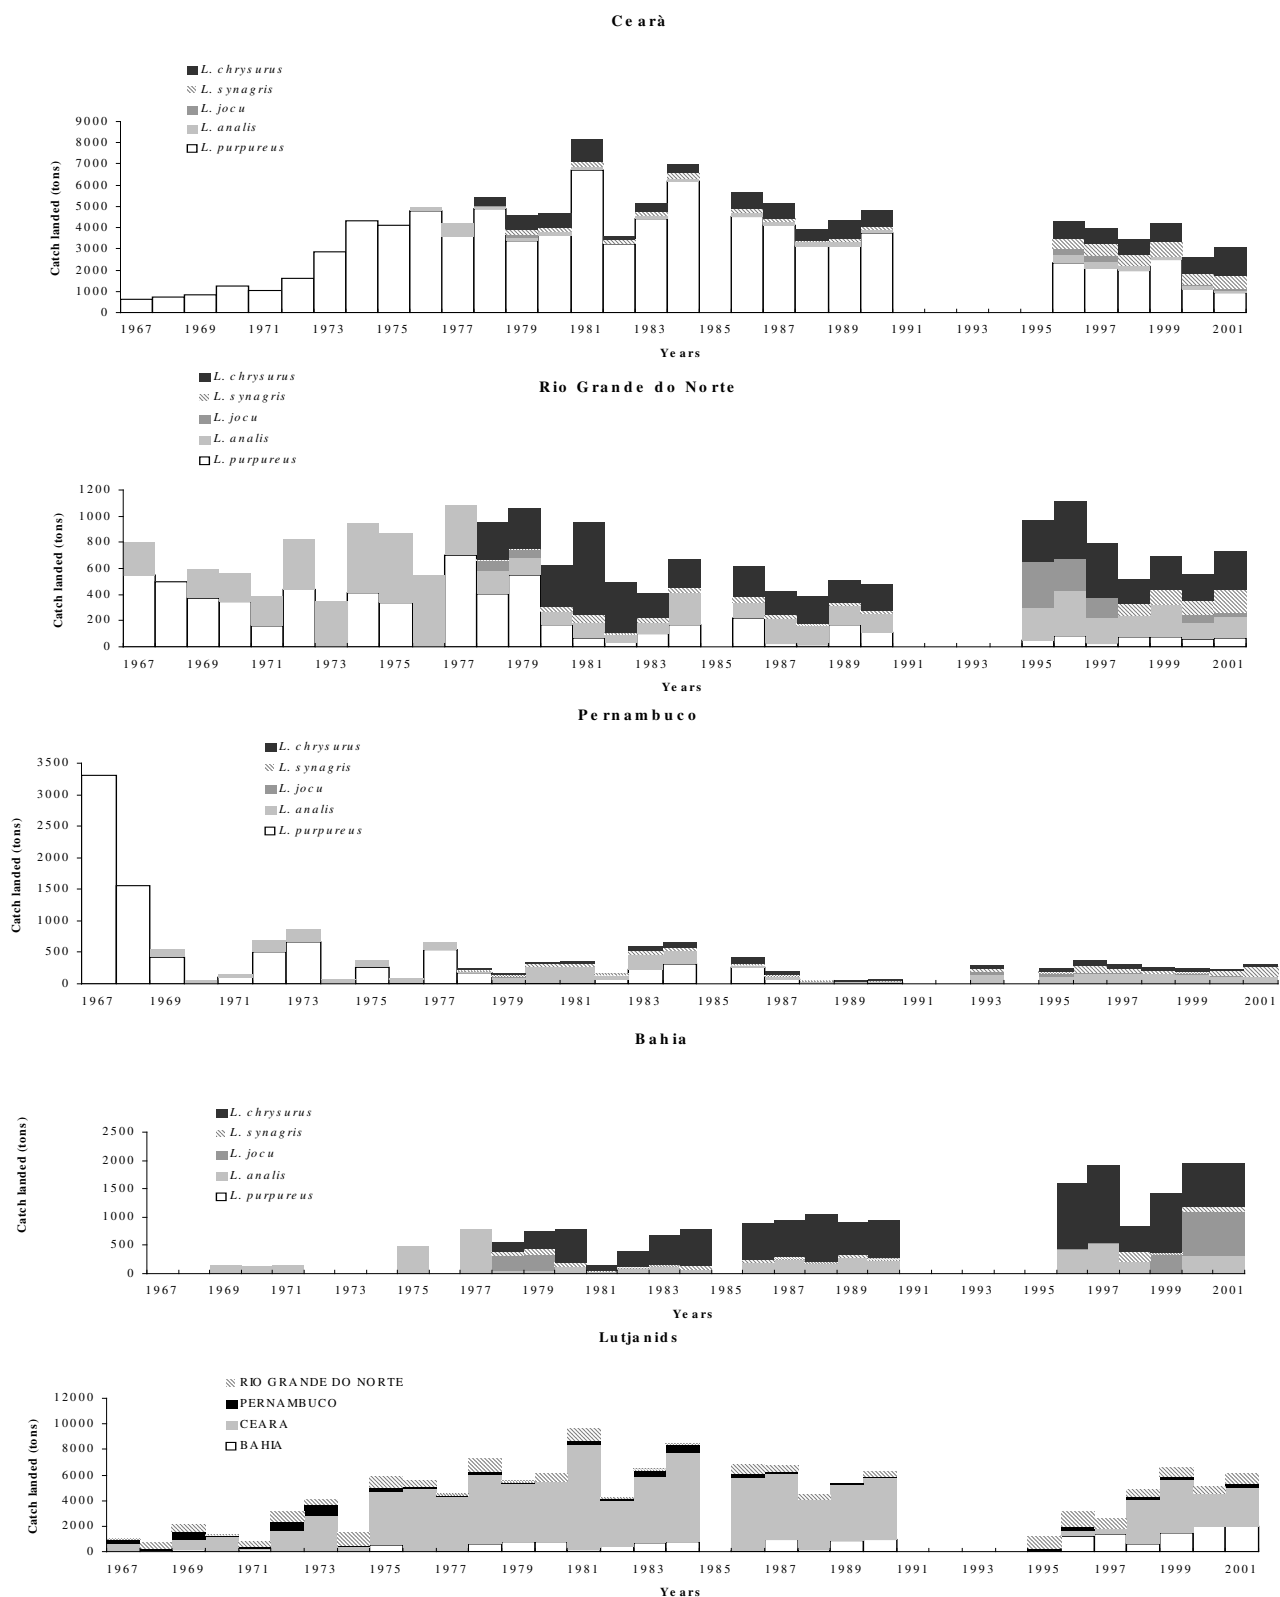 Cearà
L. chrysurus
L. synagris
L. jocu
L. analis
L. purpureus
Catch landed (tons)
9000
8000
7000
6000
5000
4000
3000
2000
1000
0
1967 1969 1971 1973 1975 1977 1979 1981 1983 1985 1987 1989 1991 1993 1995 1997 1999 2001
Years
Rio Grande do Norte
L. chrysurus
L. synagris
L. jocu
L. analis
L. purpureus
Catch landed (tons)
1200
1000
800
600
400
200
0
1967 1969 1971 1973 1975 1977 1979 1981 1983 1985 1987 1989 1991 1993 1995 1997 1999 2001
Years
Pernambuco
L. chrysurus
L. synagris
L. jocu
L. analis
L. purpureus
Catch landed (tons)
3500
3000
2500
2000
1500
1000
500
0
1967 1969 1971 1973 1975 1977 1979 1981 1983 1985 1987 1989 1991 1993 1995 1997 1999 2001
Bahia
L. chrysurus
L. synagris
L. jocu
L. analis
L. purpureus
Catch landed (tons)
2500
2000
1500
1000
500
0
1967 1969 1971 1973 1975 1977 1979 1981 1983 1985 1987 1989 1991 1993 1995 1997 1999 2001
Years
Lutjanids
RIO GRANDE DO NORTE
PERNAMBUCO
CEARA
BAHIA
Catch landed (tons)
12000
10000
8000
6000
4000
2000
0
1967 1969 1971 1973 1975 1977 1979 1981 1983 1985 1987 1989 1991 1993 1995 1997 1999 2001
Years